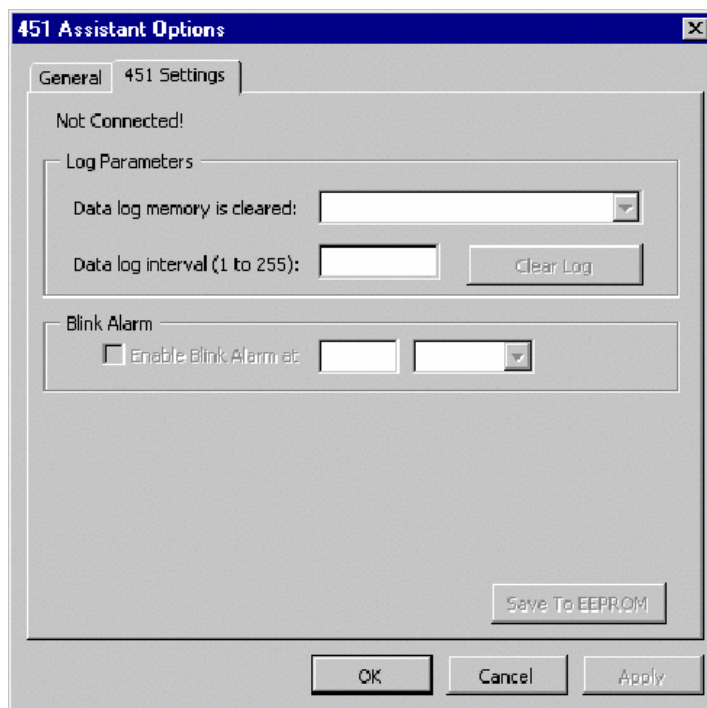 451 Assistant Options
General 451 Settings
Not Connected!
Log Parameters
Data log memory is cleared:
Data log interval (1 to 255): Clear Log
Blink Alarm
Enable Blink Alarm at
Save To EEPROM
OK Cancel Apply